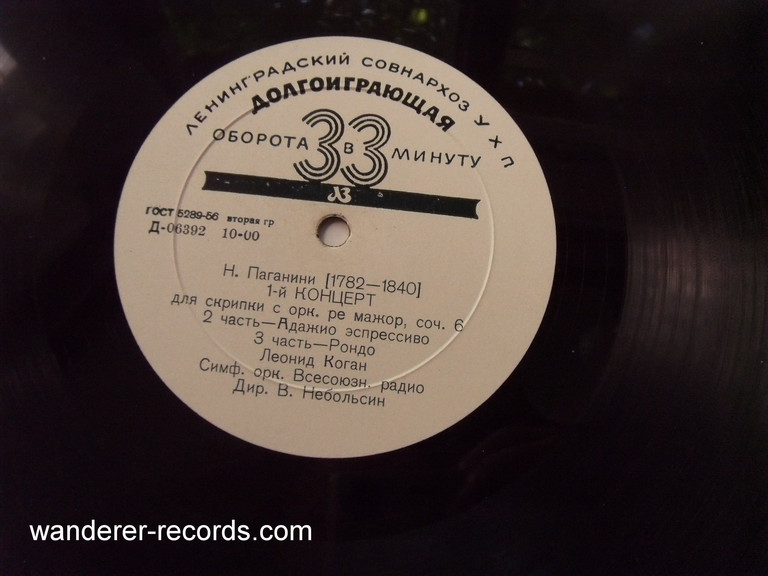 ЛЕНИНГРАДСКИЙ СОВНАРХОЗ УХП
ДОЛГОИГРАЮЩАЯ
ОБОРОТА 33 В МИНУТУ
ЛЗ
ГОСТ 5289-56 вторая гр
Д-06392 10-00
Н. Паганини [1782—1840]
1-й КОНЦЕРТ
для скрипки с орк. ре мажор, соч. 6
2 часть—Адажио эспрессиво
3 часть—Рондо
Леонид Коган
Симф. орк. Всесоюзн. радио
Дир. В. Небольсин
wanderer-records.com